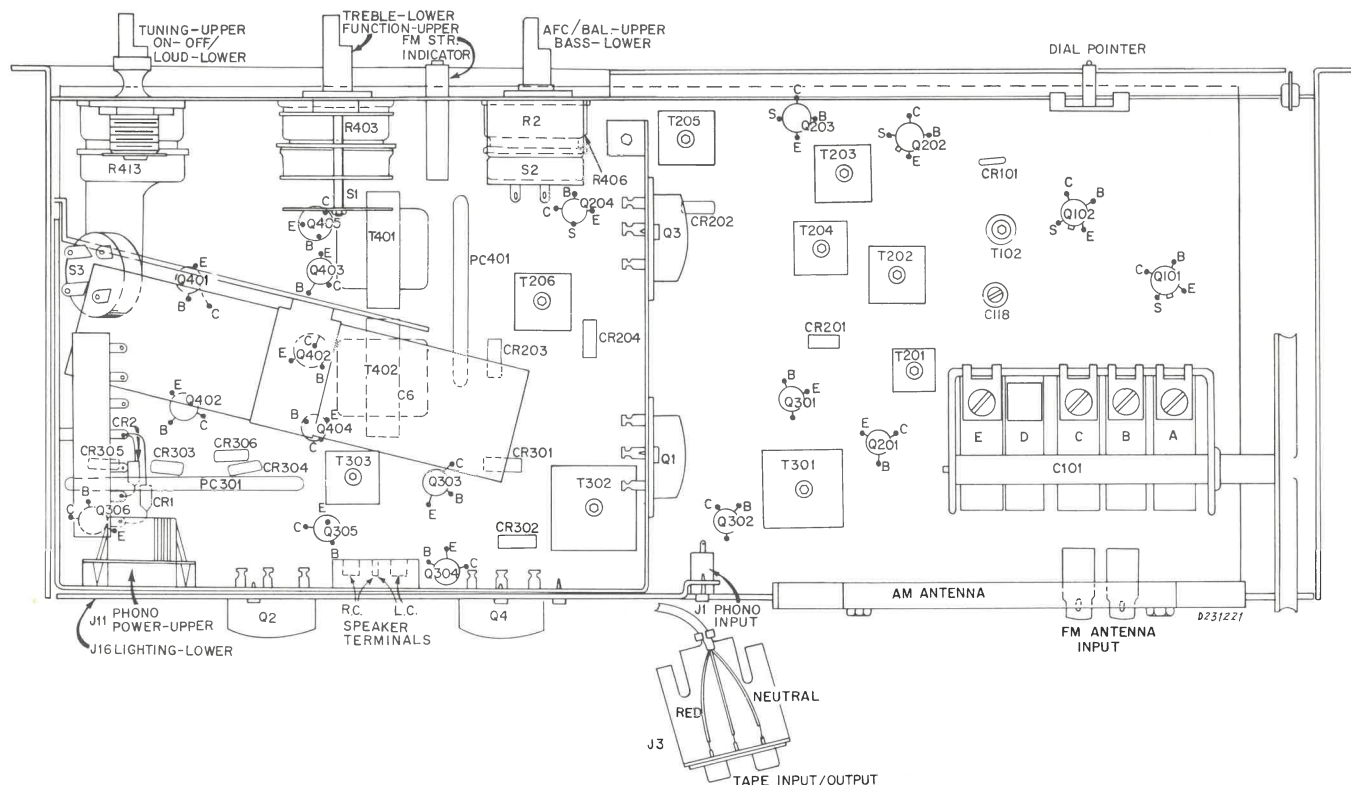 TUNING-UPPER
ON-OFF/
LOUD-LOWER
TREBLE-LOWER
FUNCTION-UPPER
FM STR.
INDICATOR
AFC/BAL.-UPPER
BASS-LOWER
DIAL POINTER
R413
R403
S1
R2
S2
R406
T205
C
S
B
Q203
E
C
S
B
Q202
E
T203
CR101
C
B
Q102
S
E
B
C
Q204
E
S
Q3
CR202
C
E
Q405
B
T401
PC401
T204
T202
T102
B
C
Q101
E
S
S3
E
Q401
B
C
E
Q403
C
B
T206
C118
CR204
CR203
CR201
T201
C
Q402
E
B
T402
C6
E
Q402
B
C
B
E
Q404
C
B
E
Q301
E
C
Q201
B
E
D
C
B
A
C101
CR2
CR305
CR303
CR306
CR304
PC301
CR1
T303
C
Q303
B
E
CR301
Q1
T302
T301
B
C
Q306
E
E
C
Q305
B
CR302
C
B
Q302
E
B
E
Q304
C
J11 PHONO
POWER-UPPER
J16 LIGHTING-LOWER
Q2
R.C.
L.C.
SPEAKER
TERMINALS
Q4
J1 PHONO
INPUT
AM ANTENNA
FM ANTENNA
INPUT
D231221
RED
NEUTRAL
J3
TAPE INPUT/OUTPUT